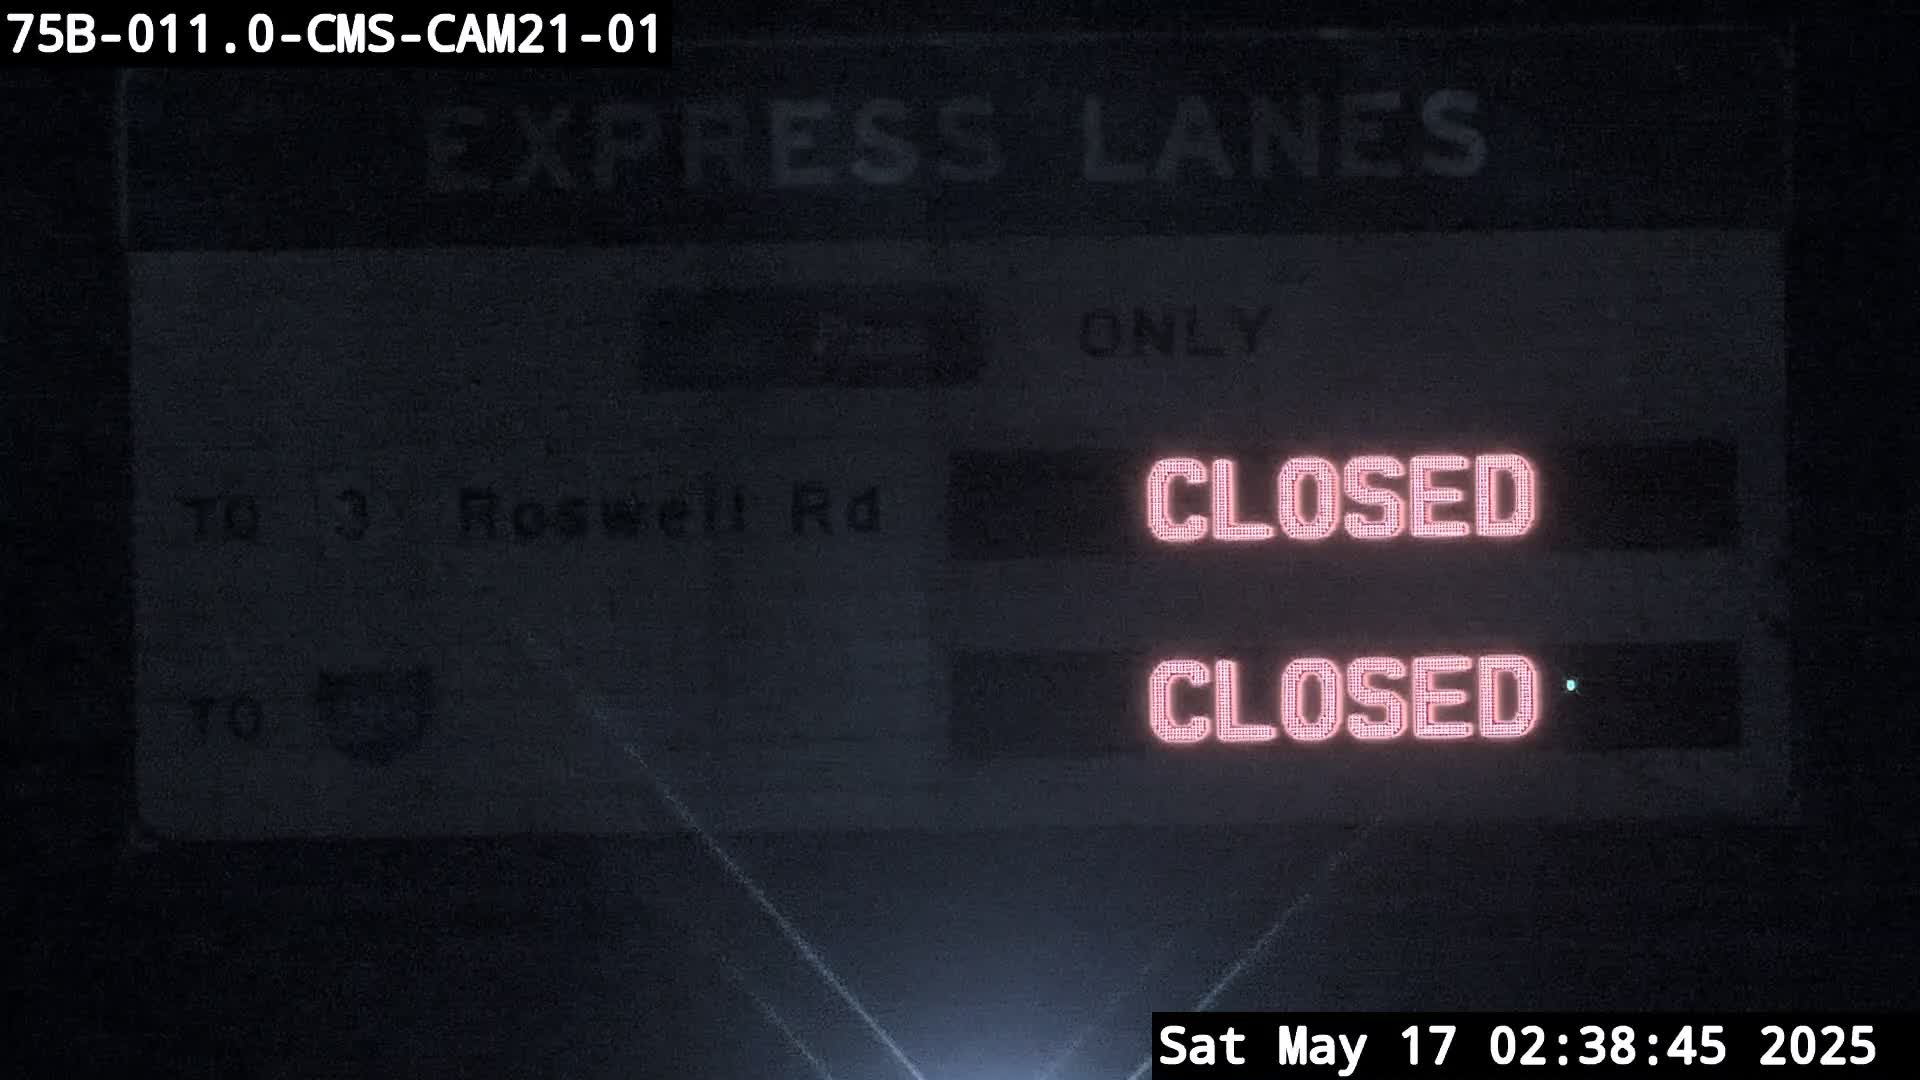 75B-011.0-CMS-CAM21-01
EXPRESS LANES
ONLY
TO 3 Roswell Rd CLOSED
TO CLOSED
Sat May 17 02:38:45 2025